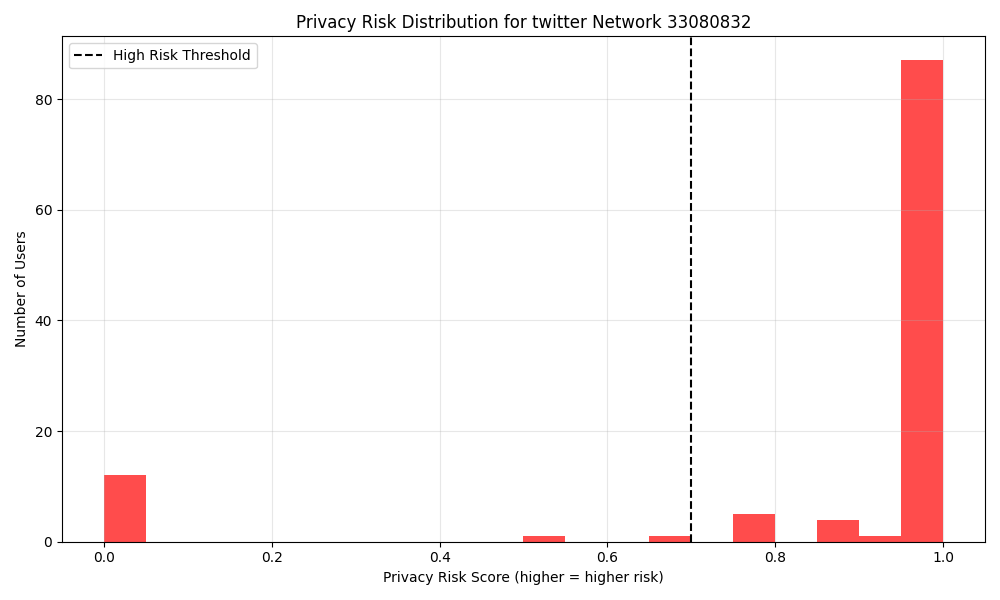 Privacy Risk Distribution for twitter Network 33080832
High Risk Threshold
Number of Users
80
60
40
20
0
0.0 0.2 0.4 0.6 0.8 1.0
Privacy Risk Score (higher = higher risk)